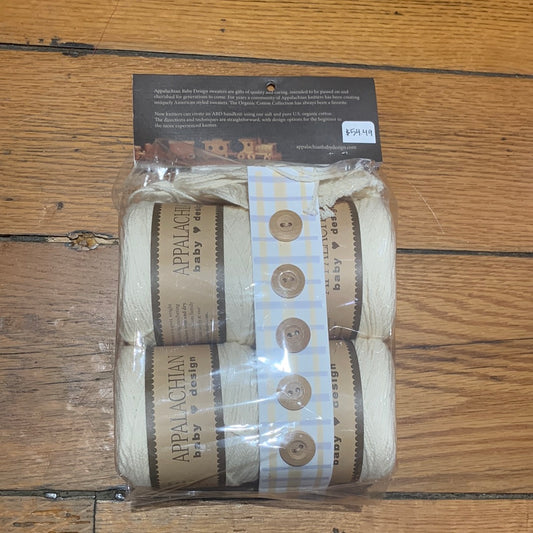 Appalachian Baby Design sweaters are gifts of quality and caring, intended to be passed on and
cherished for generations to come. For years a community of Appalachian knitters has been creating
uniquely American styled sweaters. The Organic Cotton Collection has always been a favorite.
Now knitters can create an ABD handknit using our soft and pure U.S. organic cotton.
The directions and techniques are straightforward, with design options for the beginner to
the more experienced knitter.
$54.49
appalachianbabydesign.com
APPALACHIAN
baby design
APPALACHIAN
baby design
APPALACHIAN
baby design
design